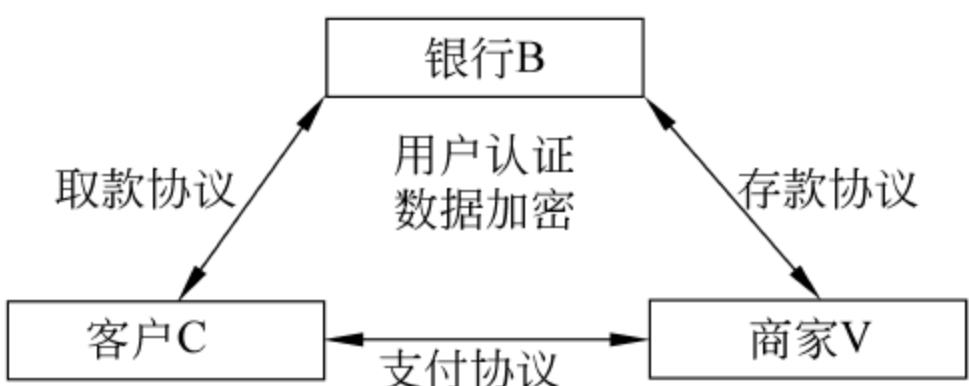 银行B
用户认证
数据加密
取款协议
存款协议
客户C
商家V
支付协议